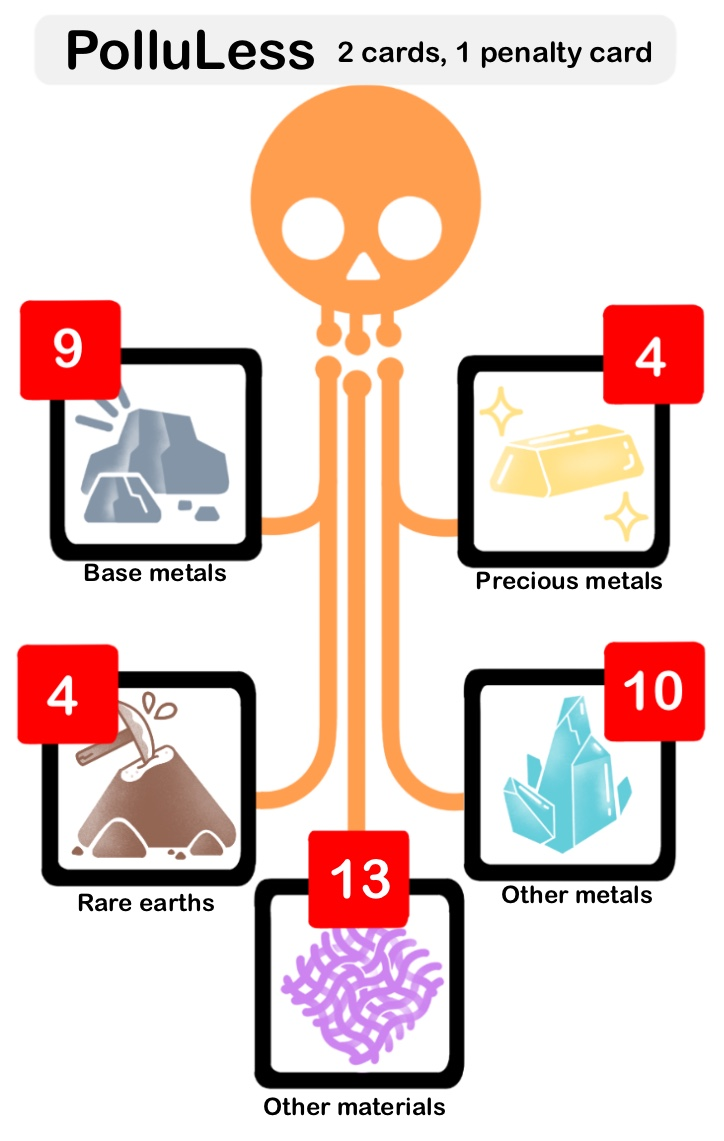 PolluLess 2 cards, 1 penalty card
9
4
Base metals
Precious metals
4
10
Rare earths
Other metals
13
Other materials